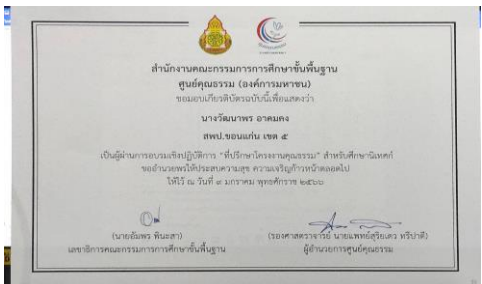 สำนักงานคณะกรรมการการศึกษาขั้นพื้นฐาน
ศูนย์คุณธรรม (องค์การมหาชน)
ขอมอบเกียรติบัตรฉบับนี้เพื่อแสดงว่า
นางวัฒนาพร อาคมคง
สพป.ขอนแก่น เขต ๕
เป็นผู้ผ่านการอบรมเชิงปฏิบัติการ "ที่ปรึกษาโครงงานคุณธรรม" สำหรับศึกษานิเทศก์
ขออำนวยพรให้ประสบความสุข ความเจริญก้าวหน้าตลอดไป
ให้ไว้ ณ วันที่ ๙ มกราคม พุทธศักราช ๒๕๖๖
(นายอัมพร พินะสา)
(รองศาสตราจารย์ นายแพทย์สุริยเดว ทรีปาตี)
เลขาธิการคณะกรรมการการศึกษาขั้นพื้นฐาน
ผู้อำนวยการศูนย์คุณธรรม